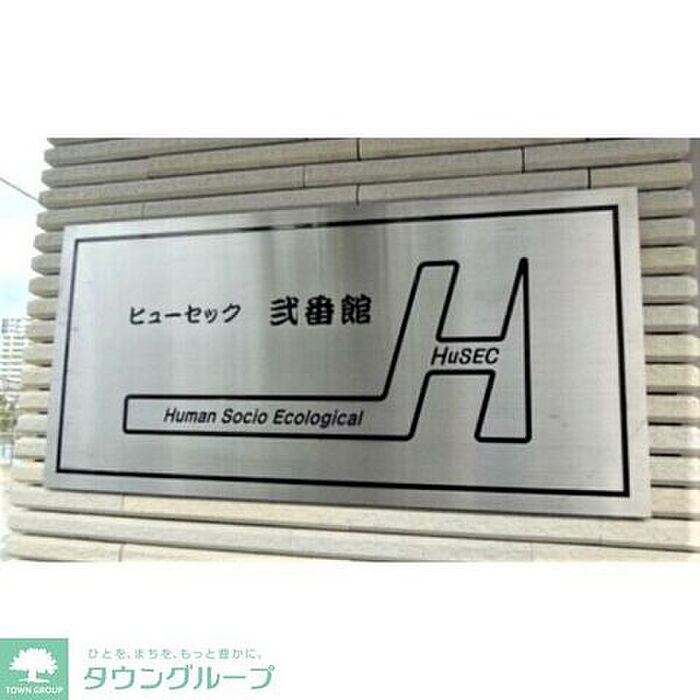 ヒューセック 弐番館
HuSEC
Human Socio Ecological
ひとを、まちを、もっと豊かに。
タウングループ
TOWN GROUP